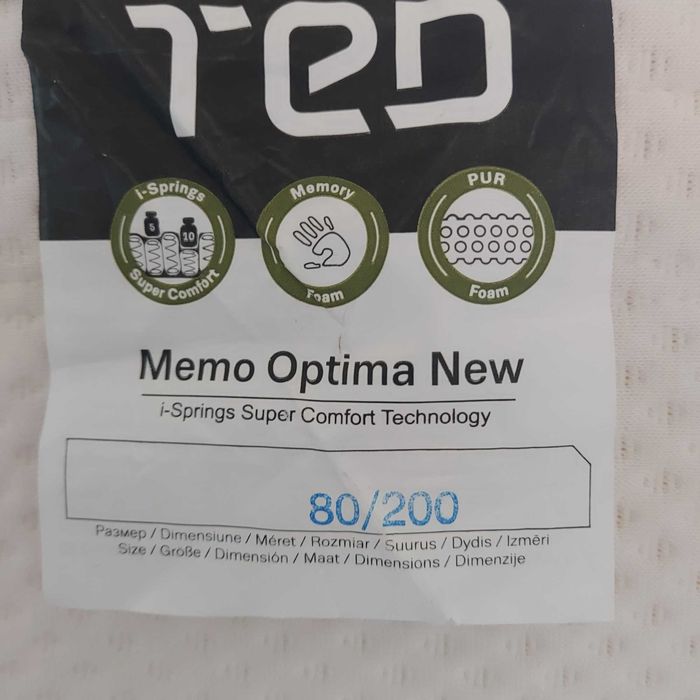 TED
i-Springs
5
10
Super Comfort
Memory
Foam
PUR
Foam
Memo Optima New
i-Springs Super Comfort Technology
80/200
Размер / Dimensiune / Méret / Rozmiar / Suurus / Dydis / Izmēri
Size / Größe / Dimensión / Maat / Dimensions / Dimenzije